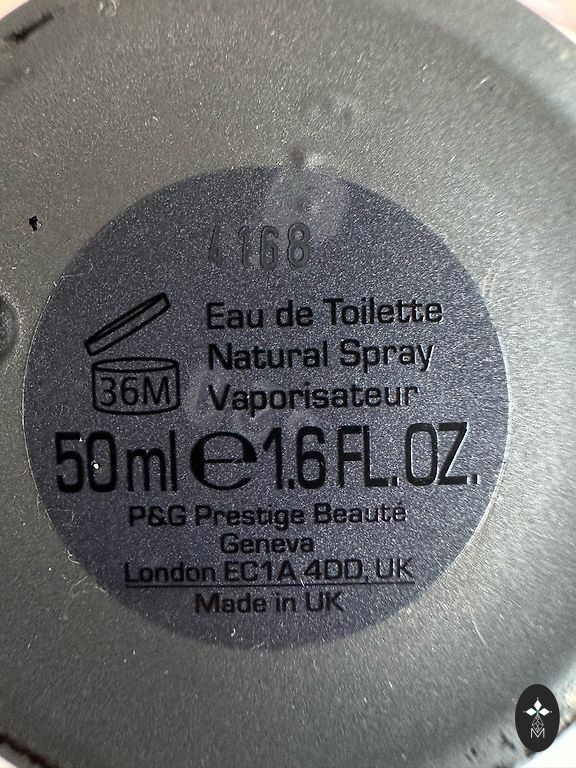 4168
Eau de Toilette
Natural Spray
36M
Vaporisateur
50ml e 1.6 FL. OZ.
P&G Prestige Beauté
Geneva
London EC1A 4DD, UK
Made in UK
M